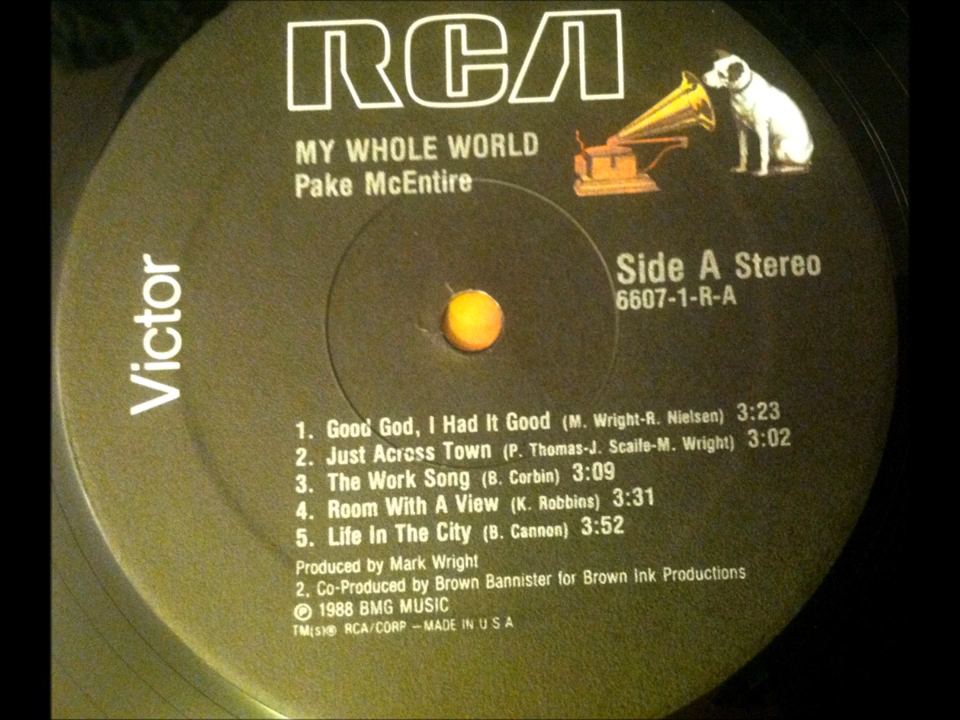 RCA
MY WHOLE WORLD
Pake McEntire
Victor
Side A Stereo
6607-1-R-A
1. Good God, I Had It Good (M. Wright-R. Nielsen) 3:23
2. Just Across Town (P. Thomas-J. Scaife-M. Wright) 3:02
3. The Work Song (B. Corbin) 3:09
4. Room With A View (K. Robbins) 3:31
5. Life In The City (B. Cannon) 3:52
Produced by Mark Wright
2. Co-Produced by Brown Bannister for Brown Ink Productions
℗ 1988 BMG MUSIC
TM(s)® RCA/CORP – MADE IN U S A